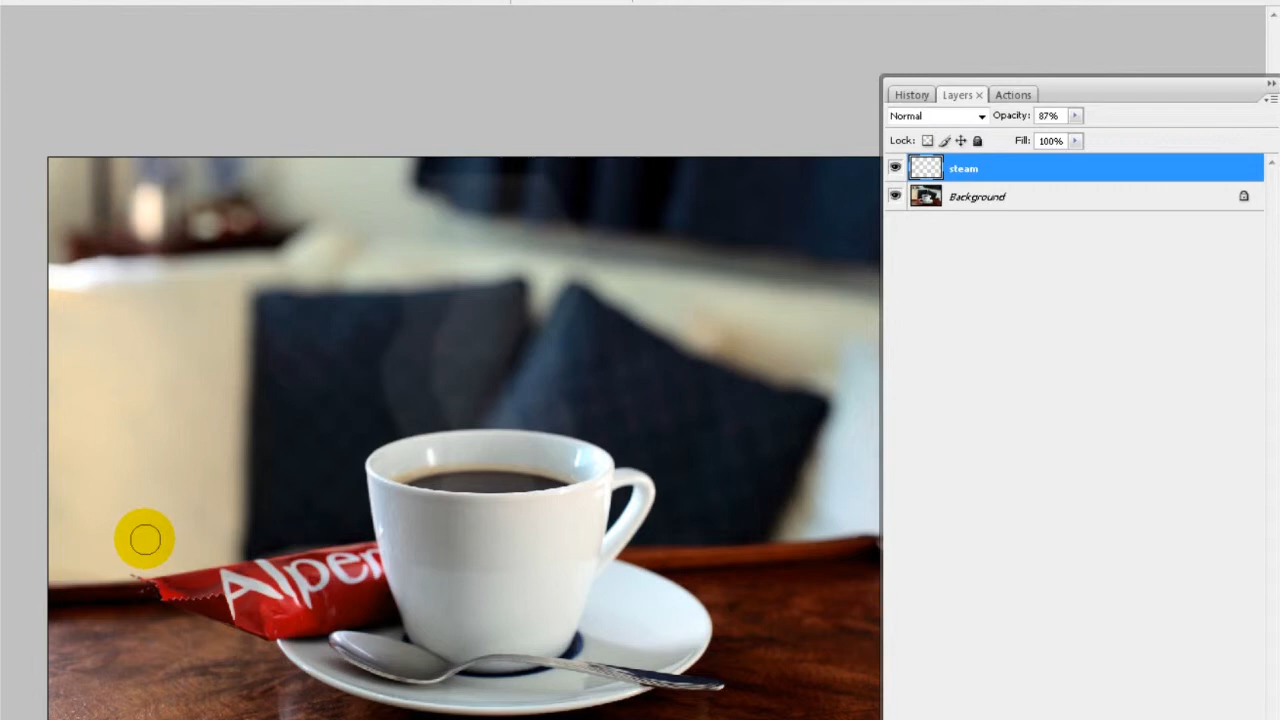 History Layers Actions
Normal Opacity: 87%
Lock: Fill: 100%
steam
Background
Alpen